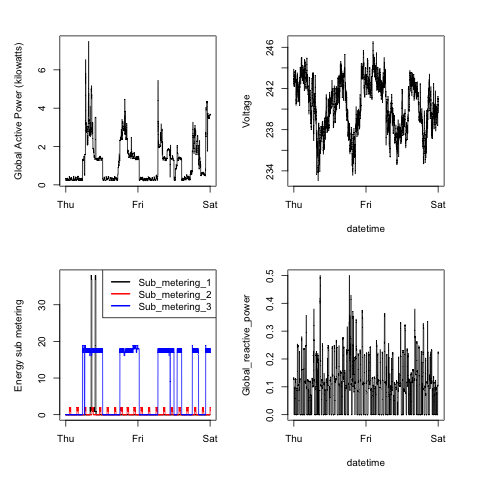 Global Active Power (kilowatts)
0 2 4 6
Thu Fri Sat
Voltage
234 238 242 246
Thu Fri Sat
datetime
Energy sub metering
0 10 20 30
Sub_metering_1
Sub_metering_2
Sub_metering_3
Thu Fri Sat
Global_reactive_power
0.0 0.1 0.2 0.3 0.4 0.5
Thu Fri Sat
datetime